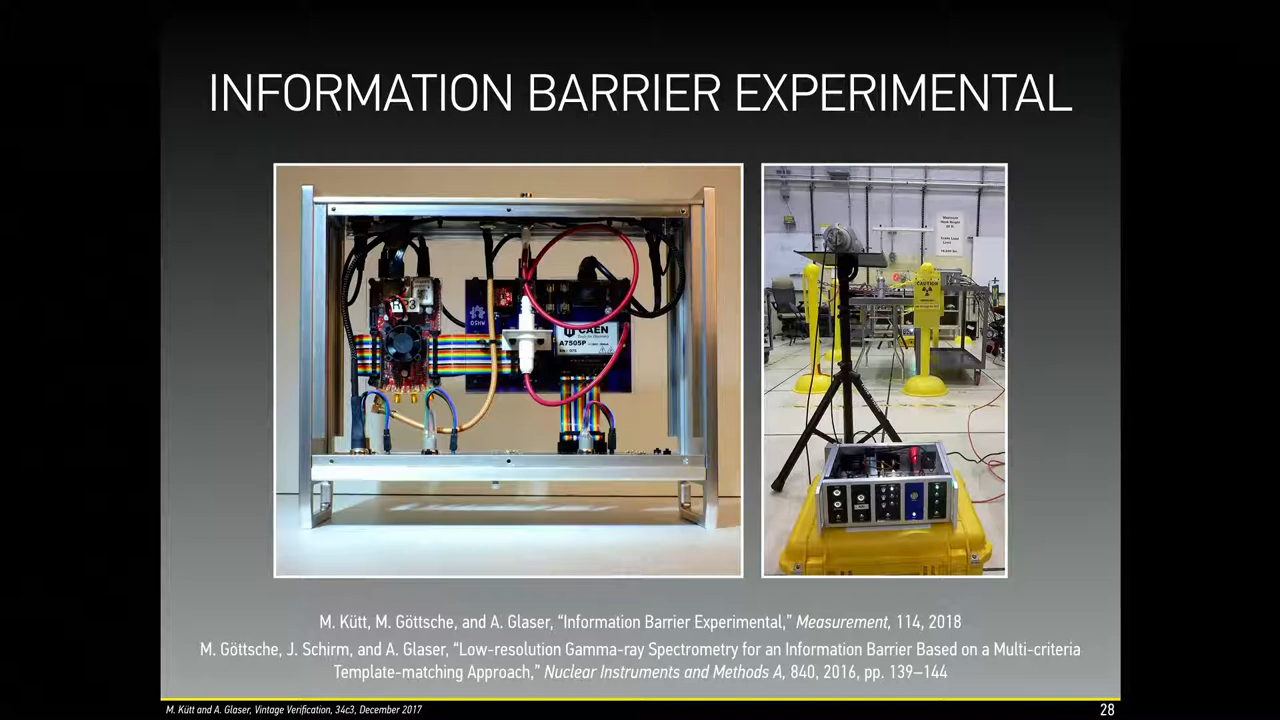 INFORMATION BARRIER EXPERIMENTAL
OSHW
CAEN
A7505P
CAUTION
M. Kütt, M. Göttsche, and A. Glaser, “Information Barrier Experimental,” Measurement, 114, 2018
M. Göttsche, J. Schirm, and A. Glaser, “Low-resolution Gamma-ray Spectrometry for an Information Barrier Based on a Multi-criteria
Template-matching Approach,” Nuclear Instruments and Methods A, 840, 2016, pp. 139–144
M. Kütt and A. Glaser, Vintage Verification, 34c3, December 2017
28